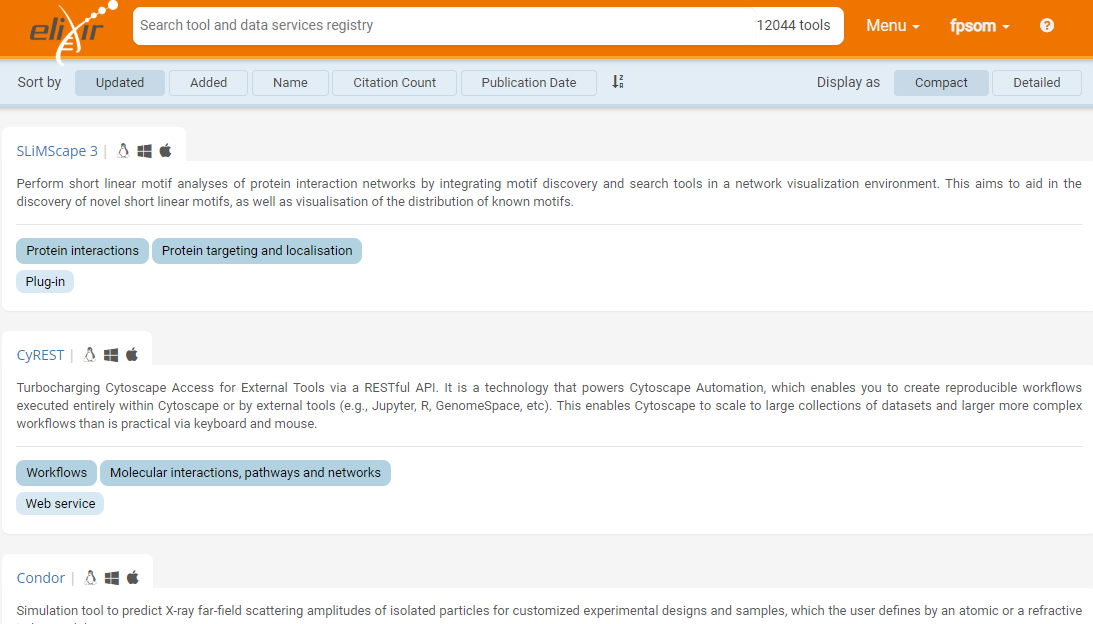 elixir
Search tool and data services registry 12044 tools Menu fpsom ?
Sort by Updated Added Name Citation Count Publication Date Display as Compact Detailed
SLiMScape 3 |
Perform short linear motif analyses of protein interaction networks by integrating motif discovery and search tools in a network visualization environment. This aims to aid in the
discovery of novel short linear motifs, as well as visualisation of the distribution of known motifs.
Protein interactions Protein targeting and localisation
Plug-in
CyREST |
Turbocharging Cytoscape Access for External Tools via a RESTful API. It is a technology that powers Cytoscape Automation, which enables you to create reproducible workflows
executed entirely within Cytoscape or by external tools (e.g., Jupyter, R, GenomeSpace, etc). This enables Cytoscape to scale to large collections of datasets and larger more complex
workflows than is practical via keyboard and mouse.
Workflows Molecular interactions, pathways and networks
Web service
Condor |
Simulation tool to predict X-ray far-field scattering amplitudes of isolated particles for customized experimental designs and samples, which the user defines by an atomic or a refractive